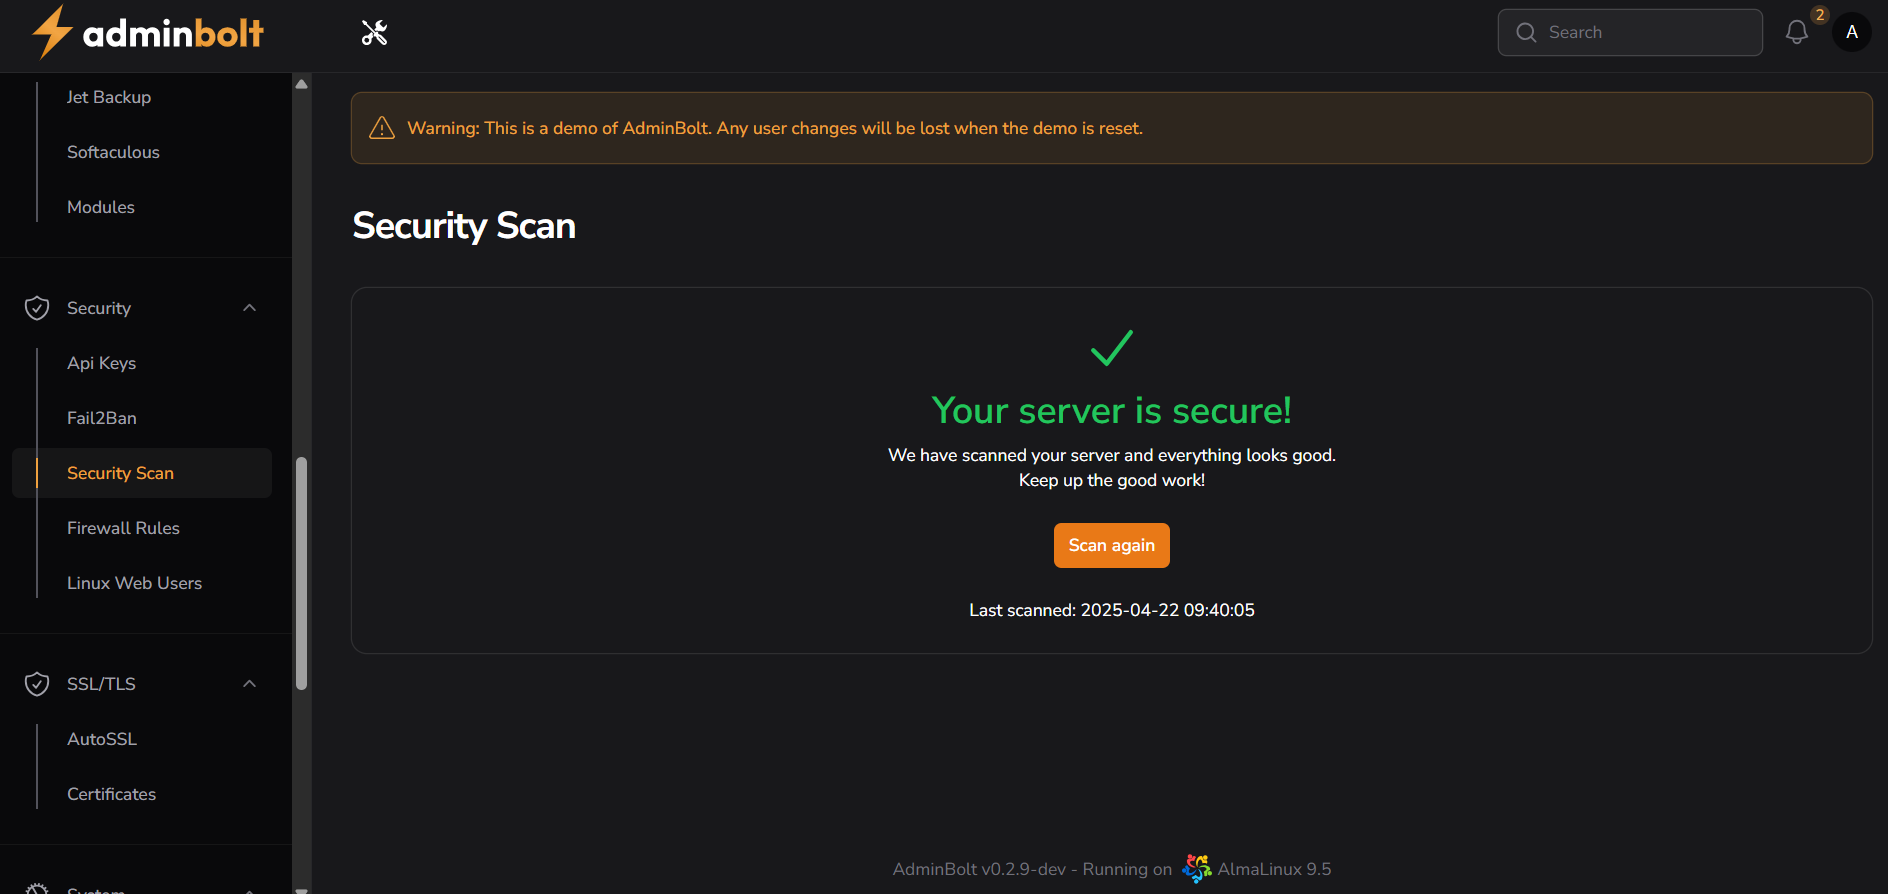 adminbolt
Search
2
A
Jet Backup
Softaculous
Modules
Security
Api Keys
Fail2Ban
Security Scan
Firewall Rules
Linux Web Users
SSL/TLS
AutoSSL
Certificates
System
Warning: This is a demo of AdminBolt. Any user changes will be lost when the demo is reset.
Security Scan
Your server is secure!
We have scanned your server and everything looks good.
Keep up the good work!
Scan again
Last scanned: 2025-04-22 09:40:05
AdminBolt v0.2.9-dev - Running on AlmaLinux 9.5